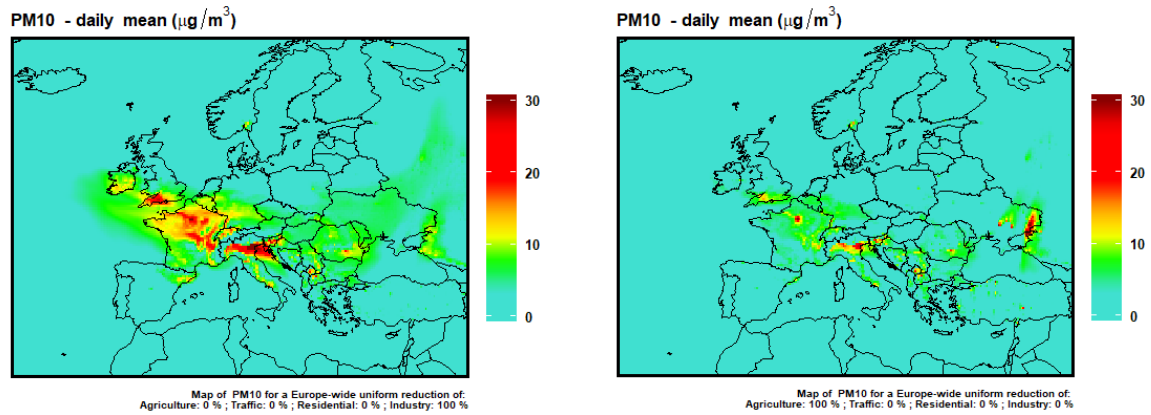 PM10 - daily mean (μg/m³)
30
20
10
0
Map of PM10 for a Europe-wide uniform reduction of:
Agriculture: 0 % ; Traffic: 0 % ; Residential: 0 % ; Industry: 100 %
PM10 - daily mean (μg/m³)
30
20
10
0
Map of PM10 for a Europe-wide uniform reduction of:
Agriculture: 100 % ; Traffic: 0 % ; Residential: 0 % ; Industry: 0 %